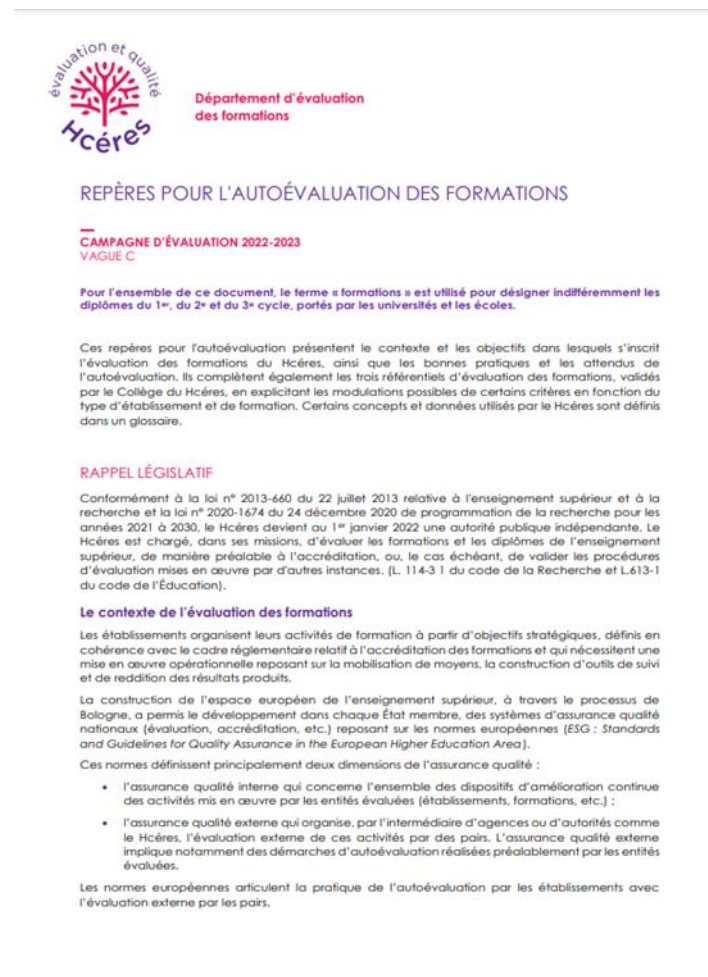 évaluation et qualité
Hcéres
Département d'évaluation
des formations
REPÈRES POUR L'AUTOÉVALUATION DES FORMATIONS
CAMPAGNE D'ÉVALUATION 2022-2023
VAGUE C
Pour l'ensemble de ce document, le terme « formations » est utilisé pour désigner indifféremment les
diplômes du 1er, du 2e et du 3e cycle, portés par les universités et les écoles.
Ces repères pour l'autoévaluation présentent le contexte et les objectifs dans lesquels s'inscrit
l'évaluation des formations du Hcéres, ainsi que les bonnes pratiques et les attendus de
l'autoévaluation. Ils complètent également les trois référentiels d'évaluation des formations, validés
par le Collège du Hcéres, en explicitant les modulations possibles de certains critères en fonction du
type d'établissement et de formation. Certains concepts et données utilisés par le Hcéres sont définis
dans un glossaire.
RAPPEL LÉGISLATIF
Conformément à la loi n° 2013-660 du 22 juillet 2013 relative à l'enseignement supérieur et à la
recherche et la loi n° 2020-1674 du 24 décembre 2020 de programmation de la recherche pour les
années 2021 à 2030, le Hcéres devient au 1er janvier 2022 une autorité publique indépendante. Le
Hcéres est chargé, dans ses missions, d'évaluer les formations et les diplômes de l'enseignement
supérieur, de manière préalable à l'accréditation, ou, le cas échéant, de valider les procédures
d'évaluation mises en œuvre par d'autres instances. (L. 114-3 1 du code de la Recherche et L.613-1
du code de l'Éducation).
Le contexte de l'évaluation des formations
Les établissements organisent leurs activités de formation à partir d'objectifs stratégiques, définis en
cohérence avec le cadre réglementaire relatif à l'accréditation des formations et qui nécessitent une
mise en œuvre opérationnelle reposant sur la mobilisation de moyens, la construction d'outils de suivi
et de reddition des résultats produits.
La construction de l'espace européen de l'enseignement supérieur, à travers le processus de
Bologne, a permis le développement dans chaque État membre, des systèmes d'assurance qualité
nationaux (évaluation, accréditation, etc.) reposant sur les normes européennes (ESG : Standards
and Guidelines for Quality Assurance in the European Higher Education Area).
Ces normes définissent principalement deux dimensions de l'assurance qualité :
• l'assurance qualité interne qui concerne l'ensemble des dispositifs d'amélioration continue
des activités mis en œuvre par les entités évaluées (établissements, formations, etc.) ;
• l'assurance qualité externe qui organise, par l'intermédiaire d'agences ou d'autorités comme
le Hcéres, l'évaluation externe de ces activités par des pairs. L'assurance qualité externe
implique notamment des démarches d'autoévaluation réalisées préalablement par les entités
évaluées.
Les normes européennes articulent la pratique de l'autoévaluation par les établissements avec
l'évaluation externe par les pairs.